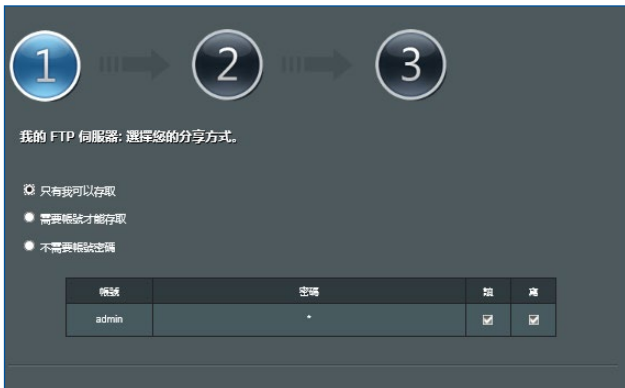 1
2
3
我的 FTP 伺服器: 選擇您的分享方式。
只有我可以存取
需要帳號才能存取
不需要帳號密碼
帳號 密碼 讀 寫
admin *